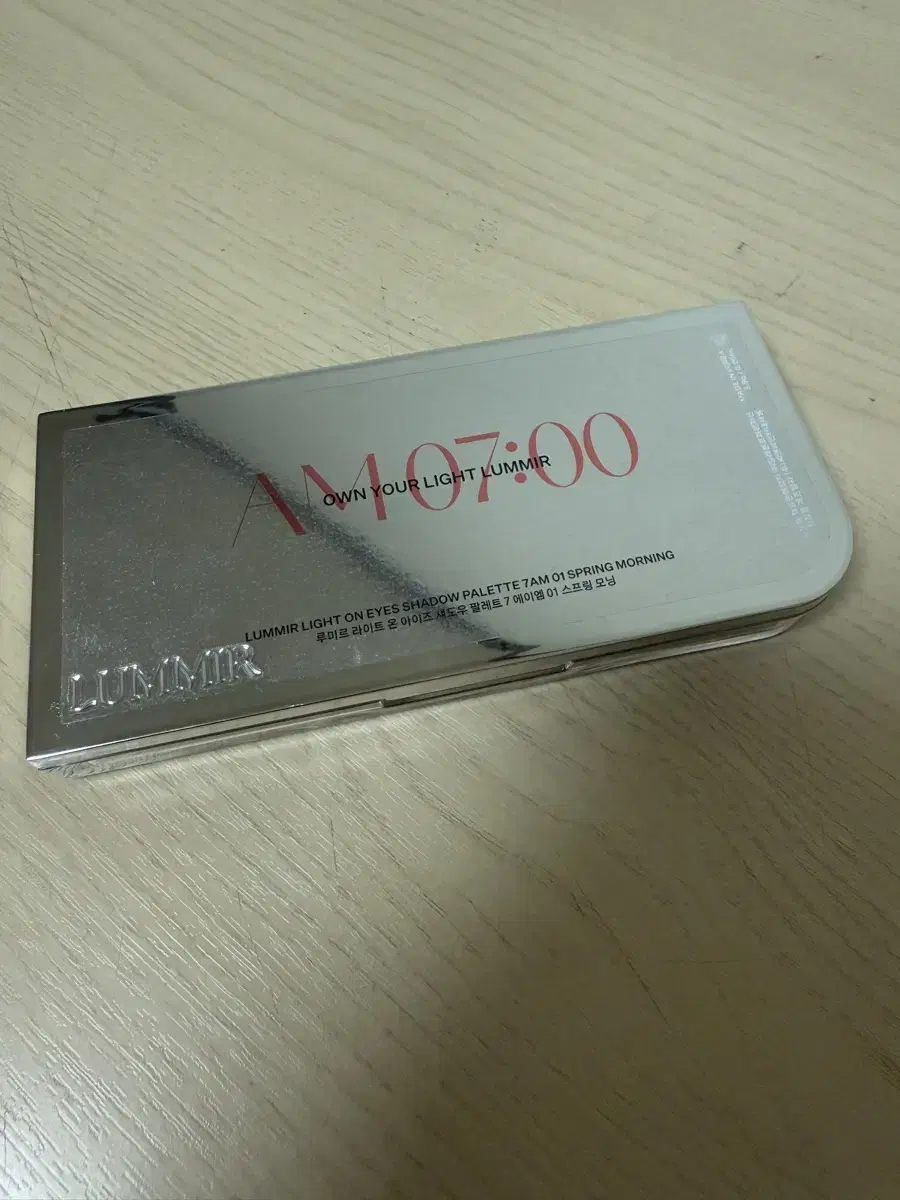 AM 07:00
OWN YOUR LIGHT LUMMIR
LUMMIR LIGHT ON EYES SHADOW PALETTE 7AM 01 SPRING MORNING
루미르 라이트 온 아이즈 섀도우 팔레트 7 에이엠 01 스프링 모닝
LUMMIR